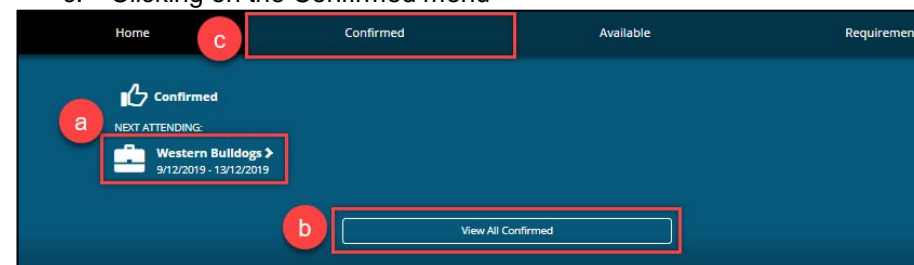 c. Clicking on the Confirmed menu
Home c Confirmed Available Requiremen
Confirmed
a
NEXT ATTENDING:
Western Bulldogs >
9/12/2019 - 13/12/2019
b View All Confirmed